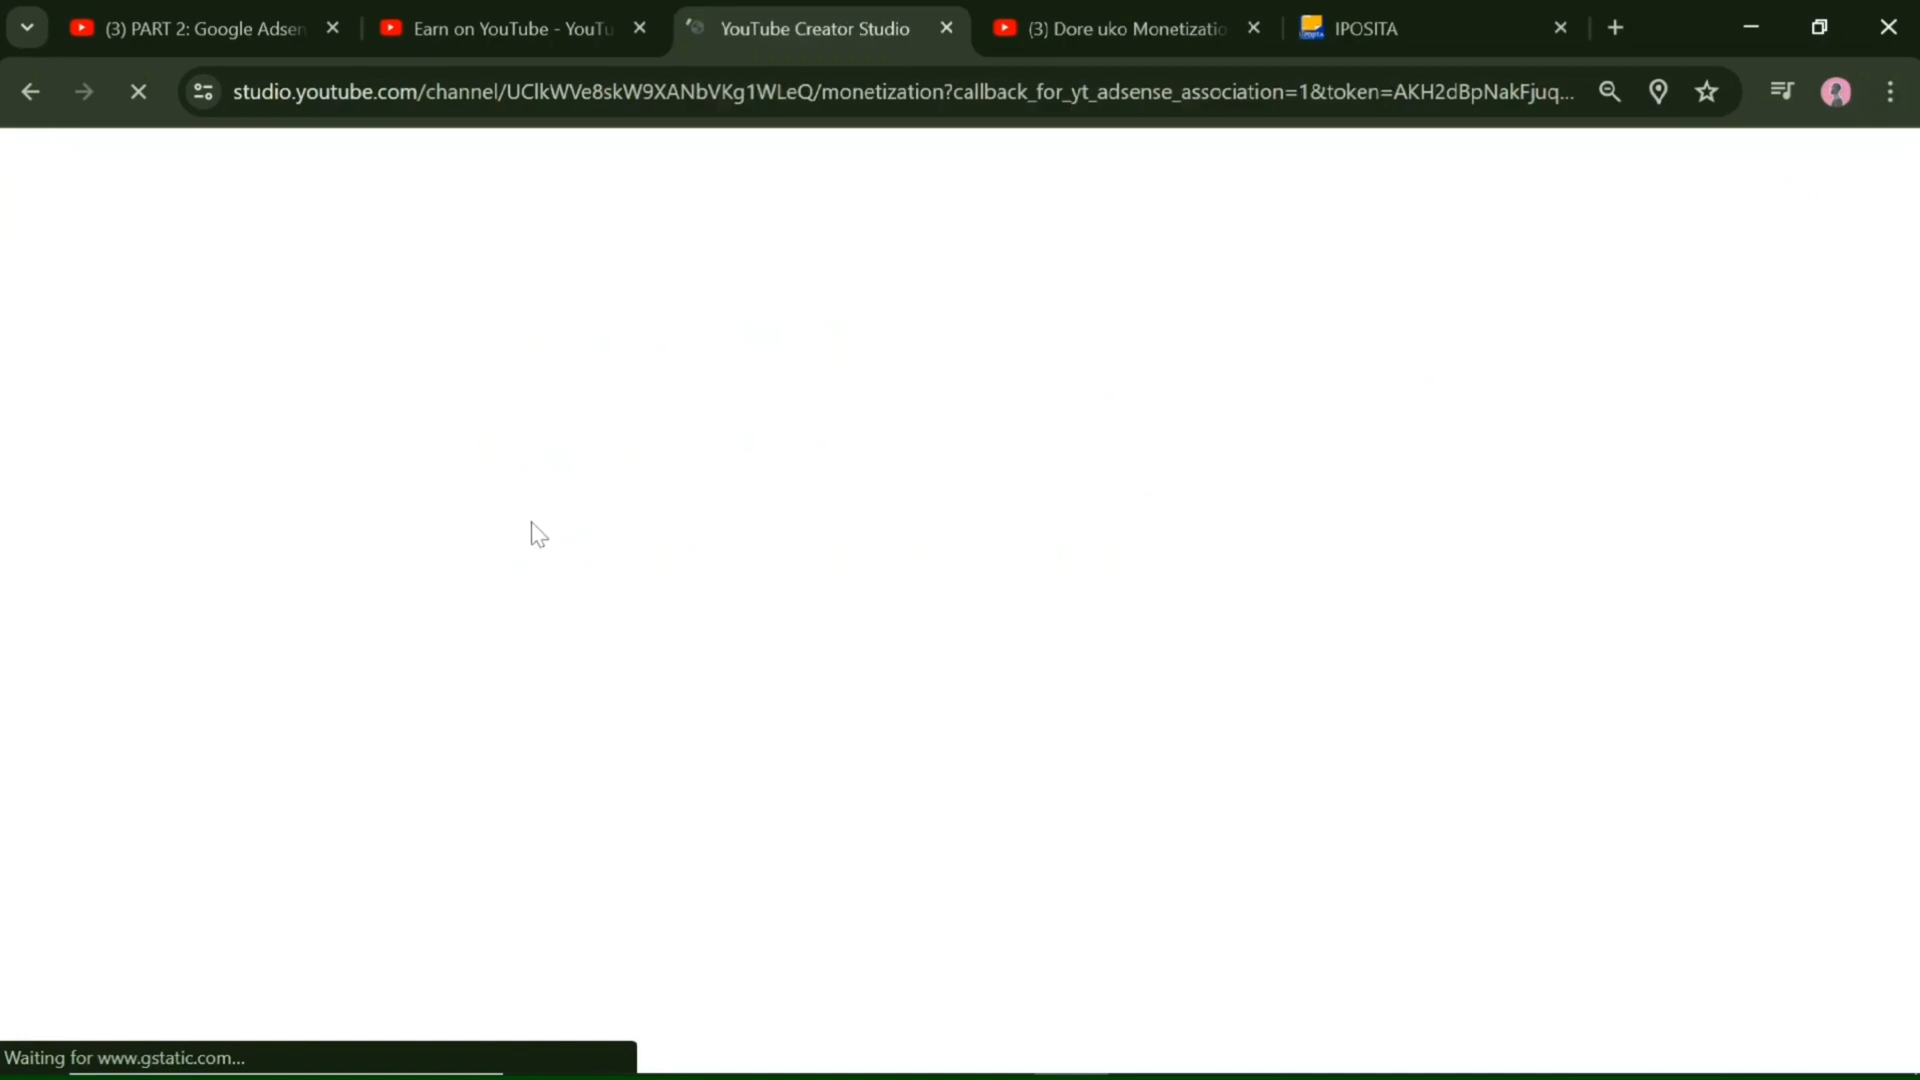 (3) PART 2: Google Adsen
Earn on YouTube - YouTu
YouTube Creator Studio
(3) Dore uko Monetizatio
IPOSITA
studio.youtube.com/channel/UClkWVe8skW9XANbVKg1WLeQ/monetization?callback_for_yt_adsense_association=1&token=AKH2dBpNakFjuq...
Waiting for www.gstatic.com...